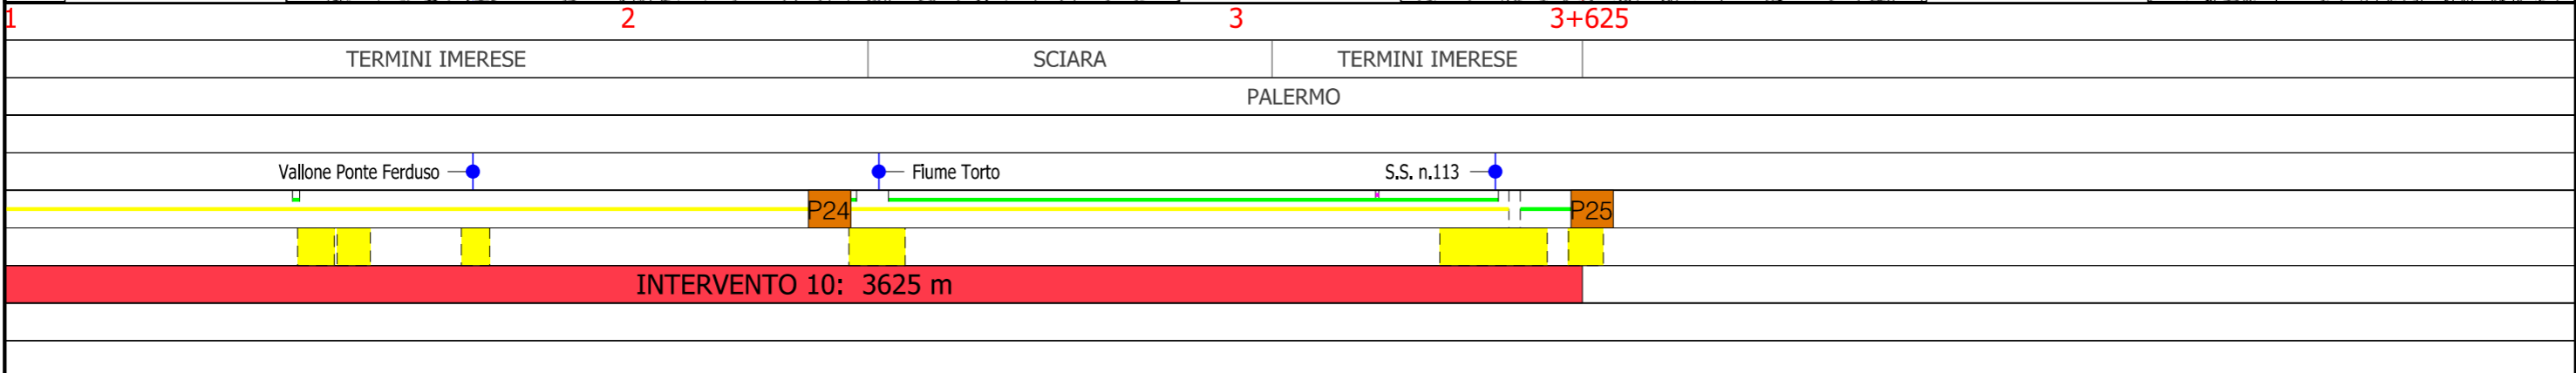 1 2 3 3+625
TERMINI IMERESE SCIARA TERMINI IMERESE
PALERMO
Vallone Ponte Ferduso Fiume Torto S.S. n.113
P24 P25
INTERVENTO 10: 3625 m